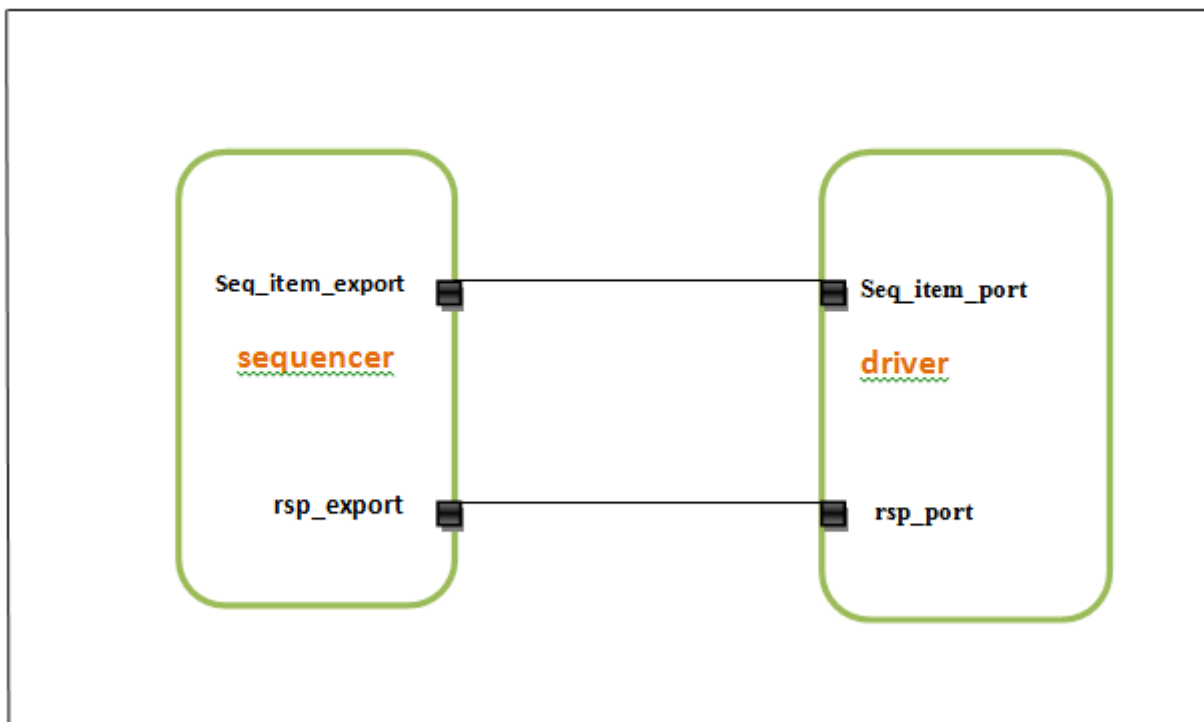 Seq_item_export
Seq_item_port
sequencer
driver
rsp_export
rsp_port